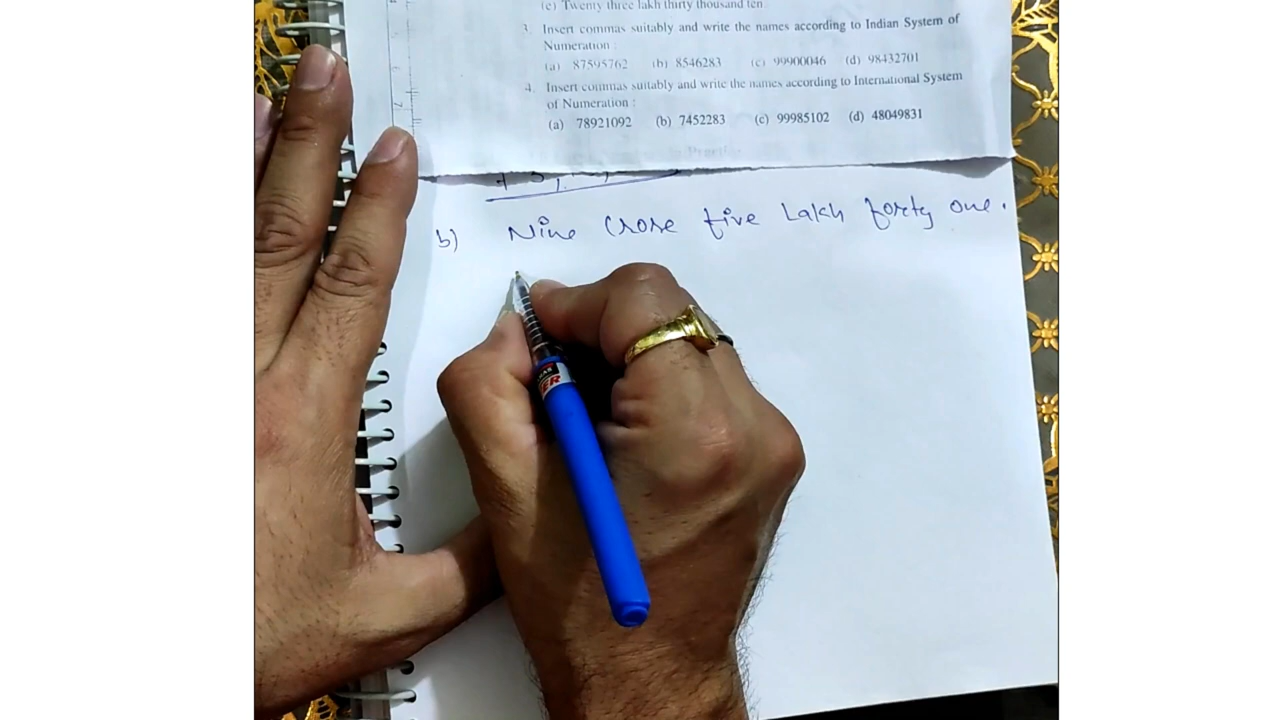 (e) Twenty three lakh thirty thousand ten
3. Insert commas suitably and write the names according to Indian System of
Numeration :
(a) 87595762 (b) 8546283 (c) 99900046 (d) 98432701
4. Insert commas suitably and write the names according to International System
of Numeration :
(a) 78921092 (b) 7452283 (c) 99985102 (d) 48049831
b) Nine Crore five Lakh forty one.